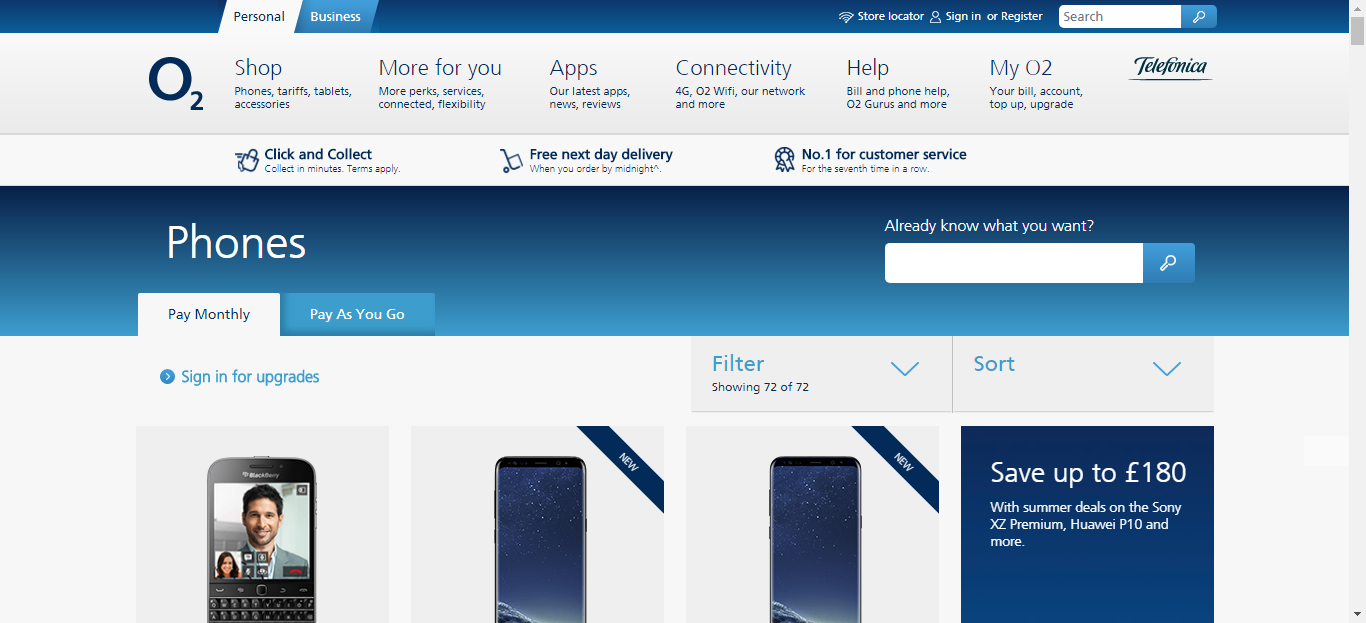 Personal
Business
Store locator
Sign in or Register
Search
O2
Shop
Phones, tariffs, tablets,
accessories
More for you
More perks, services,
connected, flexibility
Apps
Our latest apps,
news, reviews
Connectivity
4G, O2 Wifi, our network
and more
Help
Bill and phone help,
O2 Gurus and more
My O2
Your bill, account,
top up, upgrade
Telefónica
Click and Collect
Collect in minutes. Terms apply.
Free next day delivery
When you order by midnight^.
No.1 for customer service
For the seventh time in a row.
Phones
Already know what you want?
Pay Monthly
Pay As You Go
Sign in for upgrades
Filter
Showing 72 of 72
Sort
BlackBerry
NEW
NEW
Save up to £180
With summer deals on the Sony
XZ Premium, Huawei P10 and
more.